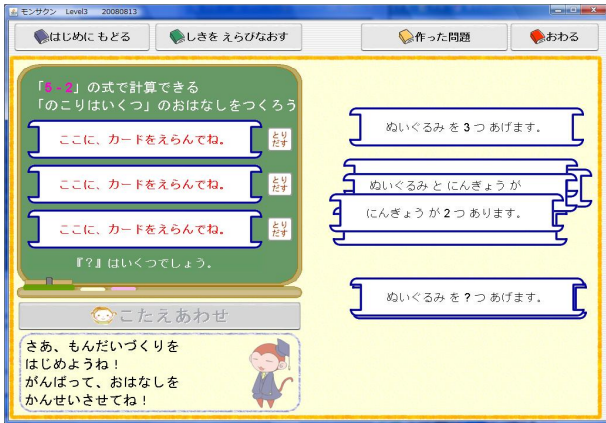 モンサクン Level3 20080813
はじめに もどる
しきを えらびなおす
作った問題
おわる
「5-2」の式で計算できる
「のこりはいくつ」のおはなしをつくろう
ここに、カードをえらんでね。
とりだす
ここに、カードをえらんでね。
とりだす
ここに、カードをえらんでね。
とりだす
『?』はいくつでしょう。
こたえあわせ
さあ、もんだいづくりを
はじめようね!
がんばって、おはなしを
かんせいさせてね!
ぬいぐるみ を 3 つ あげます。
ぬいぐるみ と にんぎょう が
にんぎょう が 2 つ あります。
ぬいぐるみ を ? つ あげます。